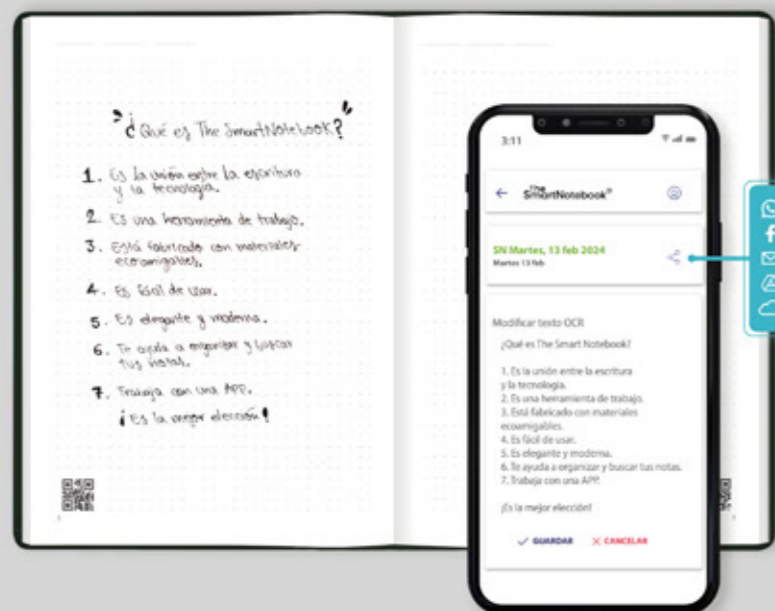 ¿Qué es The SmartNotebook?
1. Es la unión entre la escritura
y la tecnología.
2. Es una herramienta de trabajo.
3. Está fabricado con materiales
ecoamigables.
4. Es fácil de usar.
5. Es elegante y moderna.
6. Te ayuda a organizar y buscar
tus notas.
7. Trabaja con una APP.
¡Es la mejor elección!
3:11
The
SmartNotebook®
SN Martes, 13 feb 2024
Martes 13 feb
Modificar texto OCR
¿Qué es The Smart Notebook?
1. Es la unión entre la escritura
y la tecnología.
2. Es una herramienta de trabajo.
3. Está fabricado con materiales
ecoamigables.
4. Es fácil de usar.
5. Es elegante y moderna.
6. Te ayuda a organizar y buscar tus notas.
7. Trabaja con una APP.
¡Es la mejor elección!
GUARDAR CANCELAR